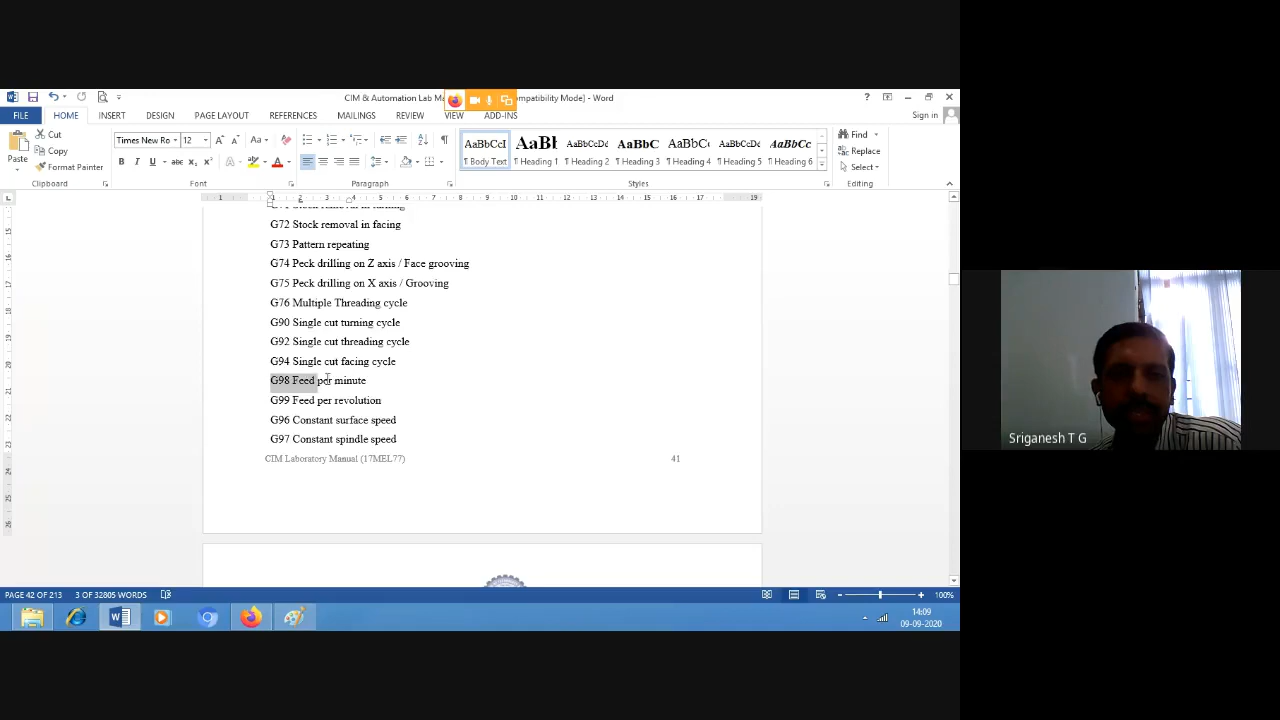 CIM & Automation Lab Ma
ompatibility Mode] - Word
Sign in
FILE
HOME
INSERT
DESIGN
PAGE LAYOUT
REFERENCES
MAILINGS
REVIEW
VIEW
ADD-INS
Paste
Cut
Copy
Format Painter
Clipboard
Times New Ro
12
Font
Paragraph
AaBbCcI
¶ Body Text
¶ Heading 1
AaBbCcDd
¶ Heading 2
AaBbC
¶ Heading 3
AaBbCc
¶ Heading 4
AaBbCcDd
¶ Heading 5
AaBbCc
¶ Heading 6
Styles
Find
Replace
Select
Editing
G72 Stock removal in facing
G73 Pattern repeating
G74 Peck drilling on Z axis / Face grooving
G75 Peck drilling on X axis / Grooving
G76 Multiple Threading cycle
G90 Single cut turning cycle
G92 Single cut threading cycle
G94 Single cut facing cycle
G98 Feed per minute
G99 Feed per revolution
G96 Constant surface speed
G97 Constant spindle speed
CIM Laboratory Manual (17MEL77)
41
PAGE 42 OF 213
3 OF 32805 WORDS
100%
14:09
09-09-2020
Sriganesh T G